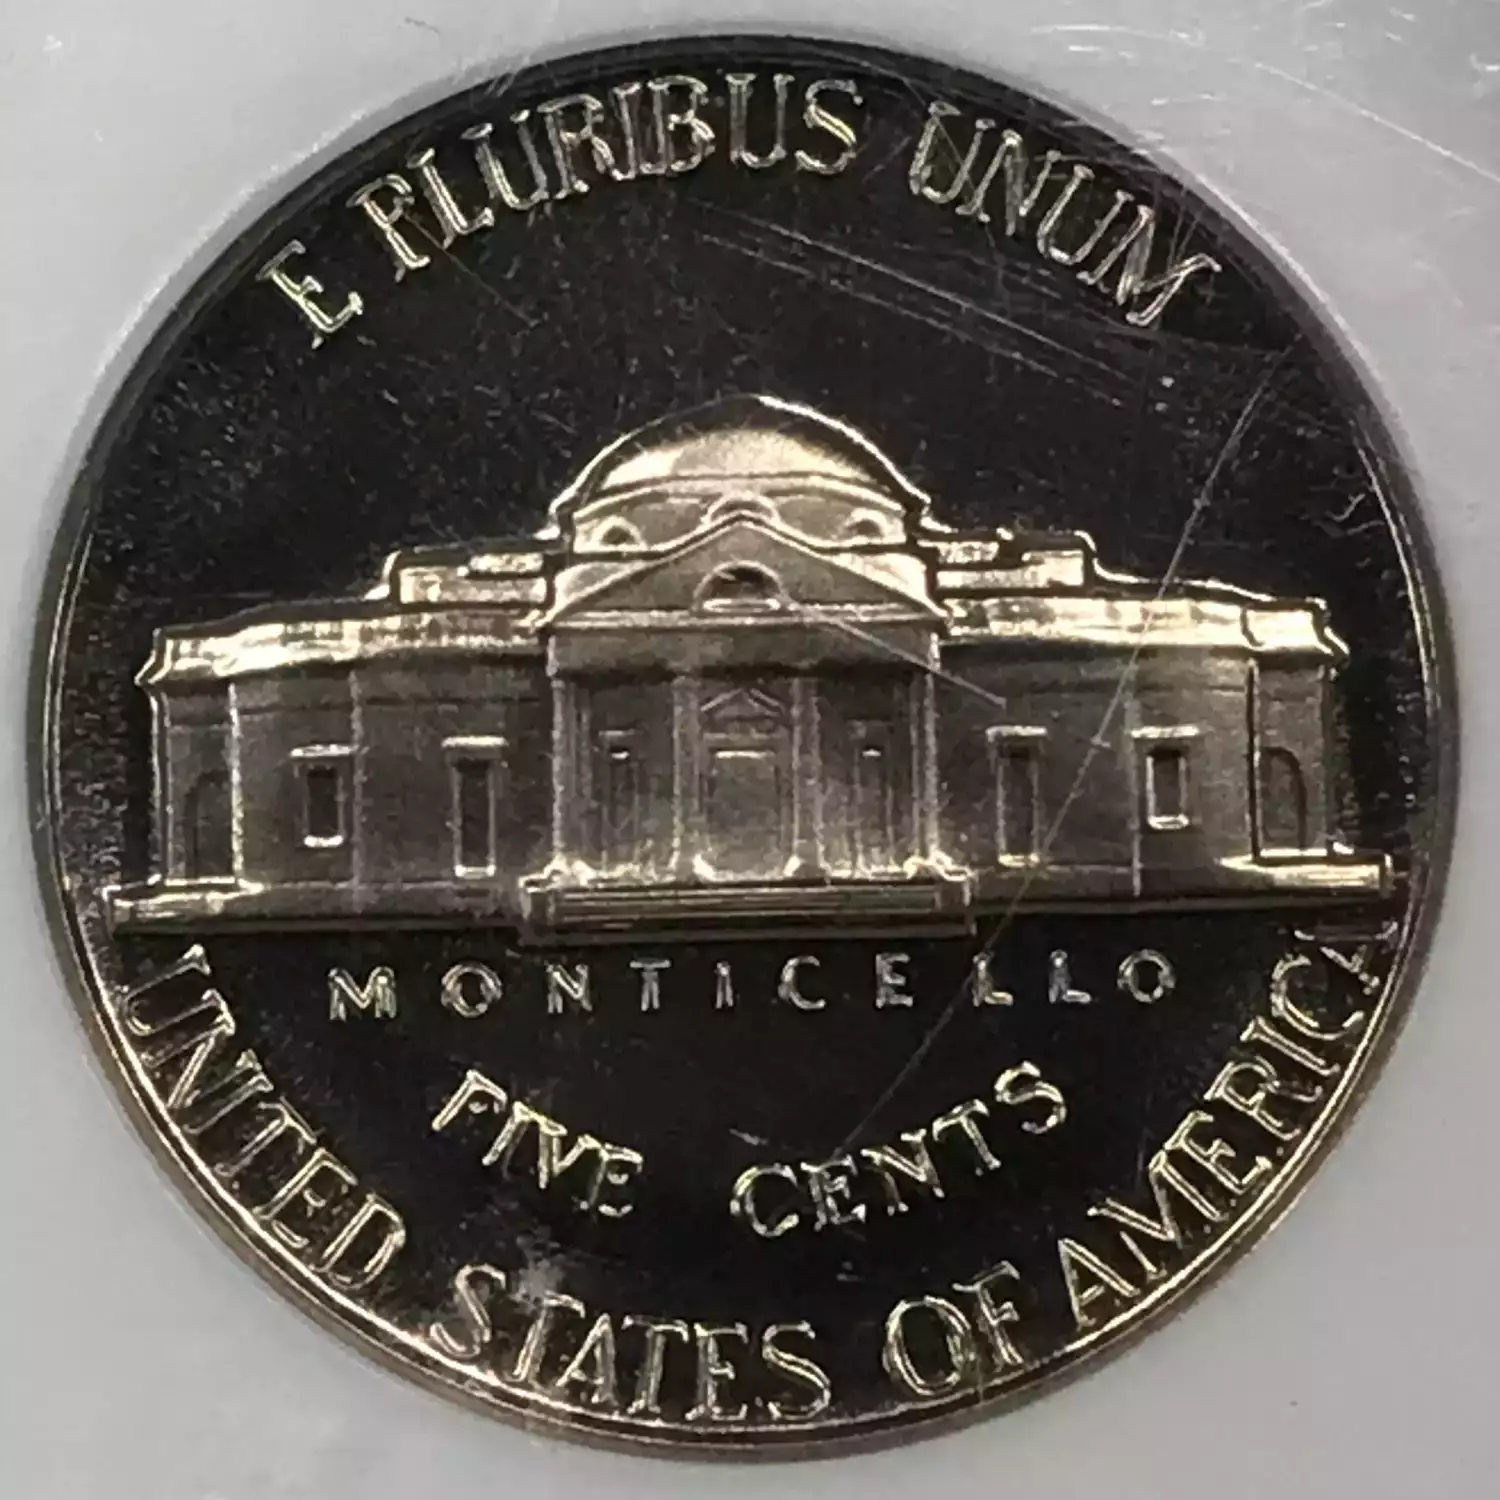 E PLURIBUS UNUM
MONTICELLO
FIVE CENTS
UNITED STATES OF AMERICA